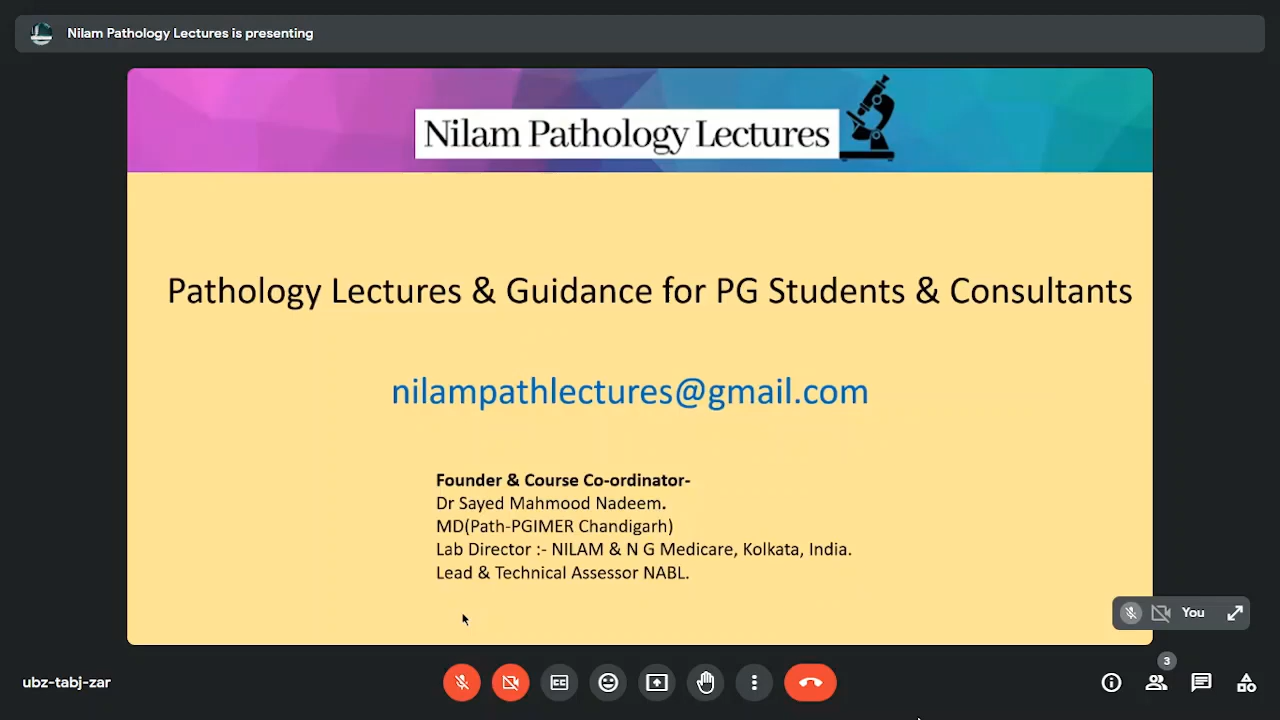 Nilam Pathology Lectures is presenting
Nilam Pathology Lectures
Pathology Lectures & Guidance for PG Students & Consultants
nilampathlectures@gmail.com
Founder & Course Co-ordinator-
Dr Sayed Mahmood Nadeem.
MD(Path-PGIMER Chandigarh)
Lab Director :- NILAM & N G Medicare, Kolkata, India.
Lead & Technical Assessor NABL.
You
3
ubz-tabj-zar
CC